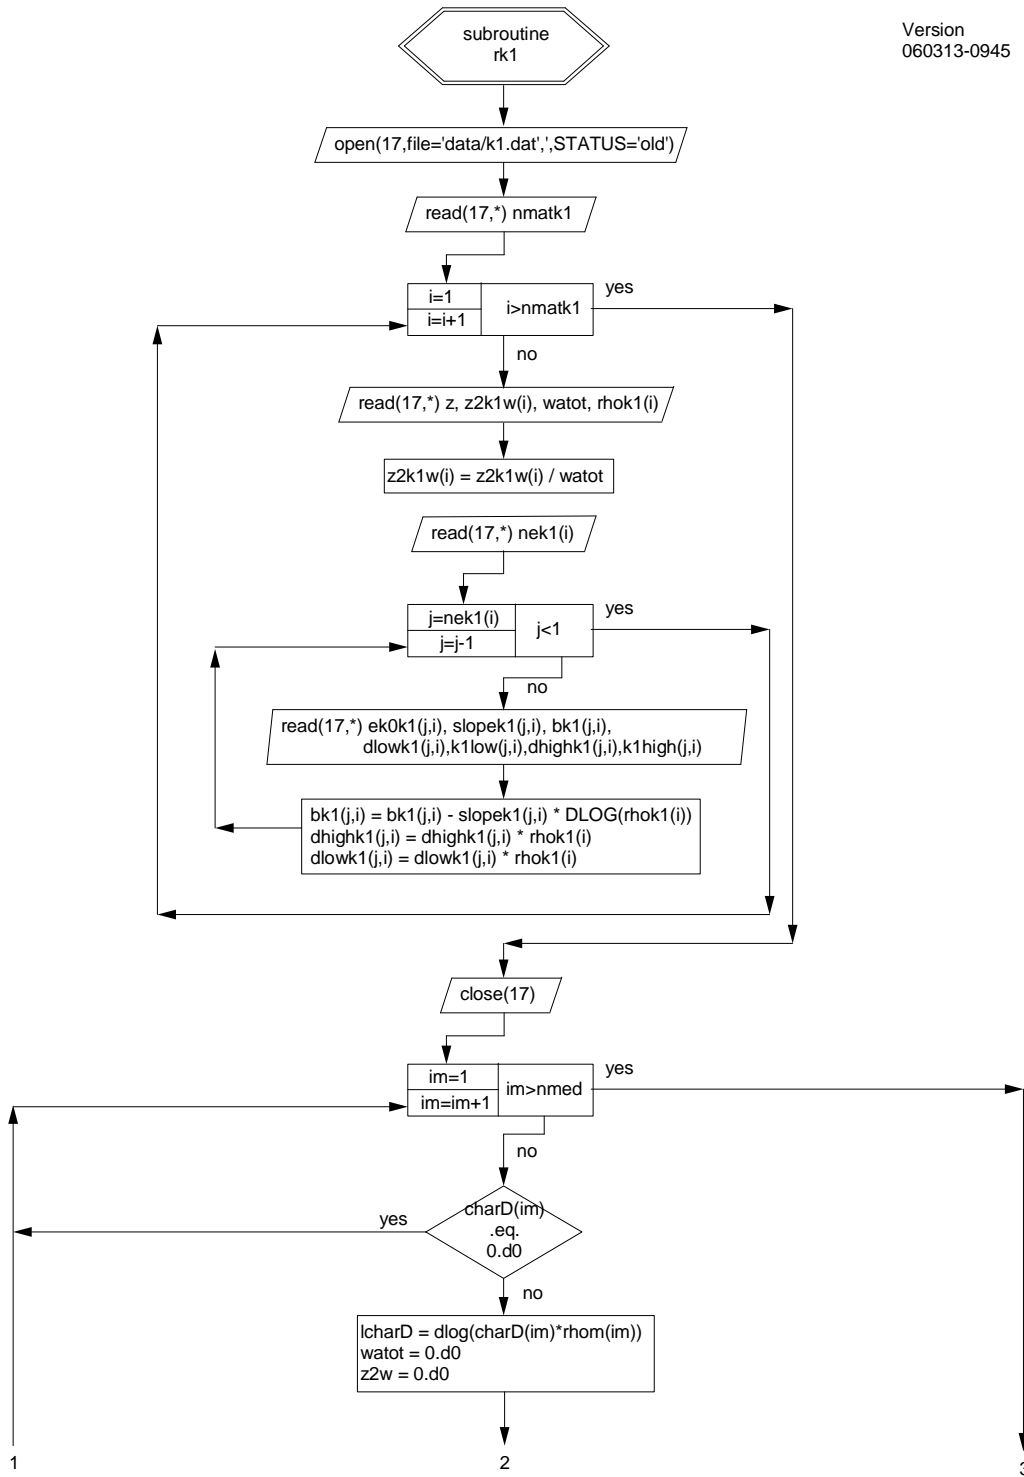 subroutine
rk1
Version
060313-0945
open(17,file='data/k1.dat',',STATUS='old')
read(17,*) nmatk1
i=1
i=i+1
i>nmatk1
yes
no
read(17,*) z, z2k1w(i), watot, rhok1(i)
z2k1w(i) = z2k1w(i) / watot
read(17,*) nek1(i)
j=nek1(i)
j=j-1
j<1
yes
no
read(17,*) ek0k1(j,i), slopek1(j,i), bk1(j,i),
dlowk1(j,i),k1low(j,i),dhighk1(j,i),k1high(j,i)
bk1(j,i) = bk1(j,i) - slopek1(j,i) * DLOG(rhok1(i))
dhighk1(j,i) = dhighk1(j,i) * rhok1(i)
dlowk1(j,i) = dlowk1(j,i) * rhok1(i)
close(17)
im=1
im=im+1
im>nmed
yes
no
charD(im)
.eq.
0.d0
yes
no
lcharD = dlog(charD(im)*rhom(im))
watot = 0.d0
z2w = 0.d0
1
2
3